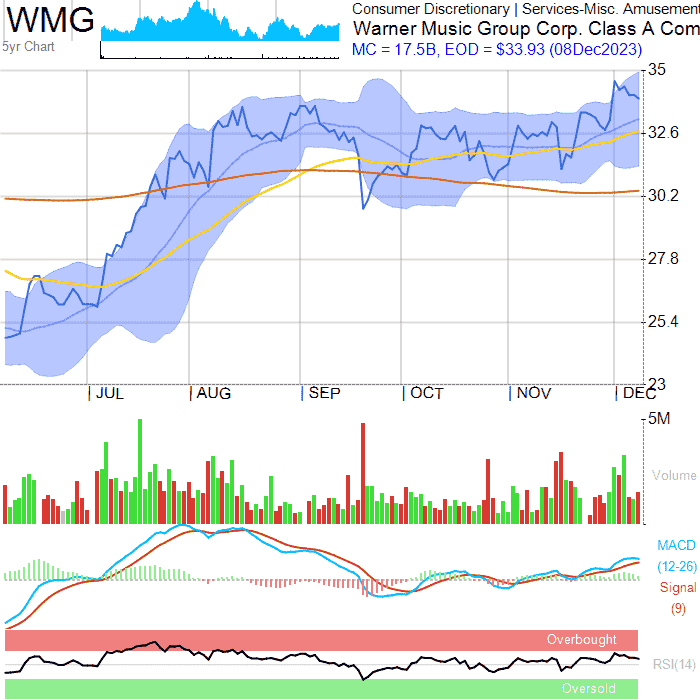 WMG
5yr Chart
Consumer Discretionary | Services-Misc. Amusement
Warner Music Group Corp. Class A Com
MC = 17.5B, EOD = $33.93 (08Dec2023)
35
32.6
30.2
27.8
25.4
23
JUL AUG SEP OCT NOV DEC
5M
Volume
MACD
(12-26)
Signal
(9)
Overbought
RSI(14)
Oversold